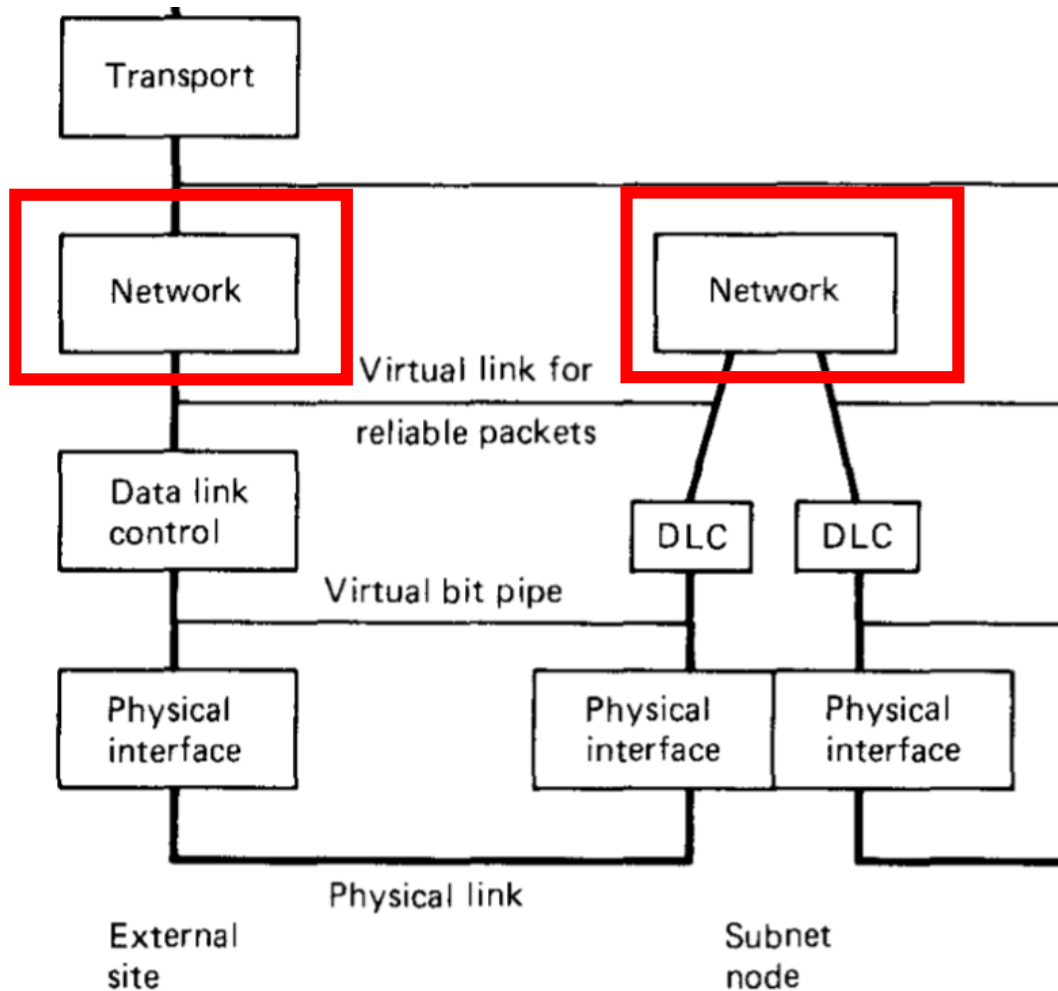 Transport
Network
Network
Virtual link for
reliable packets
Data link
control
DLC
DLC
Virtual bit pipe
Physical
interface
Physical
interface
Physical
interface
Physical link
External
site
Subnet
node